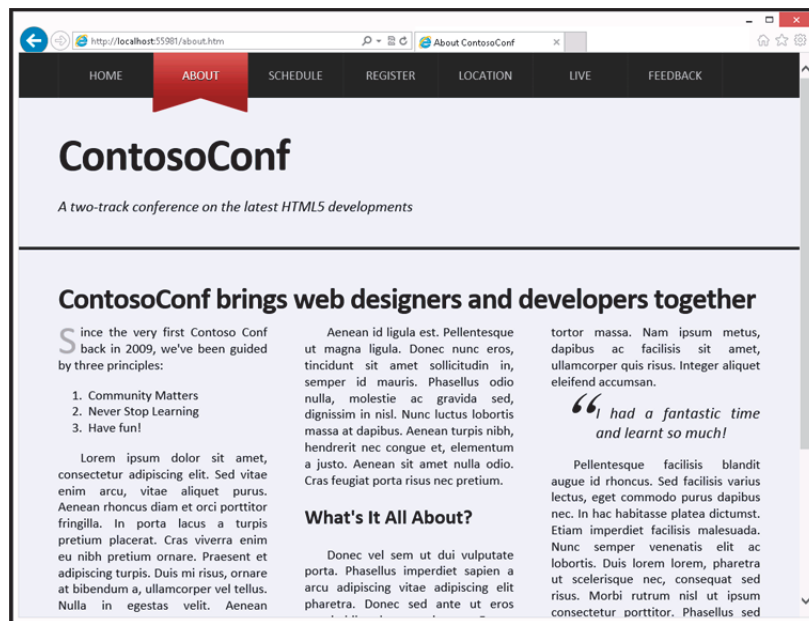 http://localhost:55981/about.htm
About ContosoConf
HOME ABOUT SCHEDULE REGISTER LOCATION LIVE FEEDBACK
ContosoConf
A two-track conference on the latest HTML5 developments
ContosoConf brings web designers and developers together
Since the very first Contoso Conf
back in 2009, we've been guided
by three principles:
1. Community Matters
2. Never Stop Learning
3. Have fun!
Lorem ipsum dolor sit amet,
consectetur adipiscing elit. Sed vitae
enim arcu, vitae aliquet purus.
Aenean rhoncus diam et orci porttitor
fringilla. In porta lacus a turpis
pretium placerat. Cras viverra enim
eu nibh pretium ornare. Praesent et
adipiscing turpis. Duis mi risus, ornare
at bibendum a, ullamcorper vel tellus.
Nulla in egestas velit. Aenean
Aenean id ligula est. Pellentesque
ut magna ligula. Donec nunc eros,
tincidunt sit amet sollicitudin in,
semper id mauris. Phasellus odio
nulla, molestie ac gravida sed,
dignissim in nisl. Nunc luctus lobortis
massa at dapibus. Aenean turpis nibh,
hendrerit nec congue et, elementum
a justo. Aenean sit amet nulla odio.
Cras feugiat porta risus nec pretium.
What's It All About?
Donec vel sem ut dui vulputate
porta. Phasellus imperdiet sapien a
arcu adipiscing vitae adipiscing elit
pharetra. Donec sed ante ut eros
tortor massa. Nam ipsum metus,
dapibus ac facilisis sit amet,
ullamcorper quis risus. Integer aliquet
eleifend accumsan.
“I had a fantastic time
and learnt so much!
Pellentesque facilisis blandit
augue id rhoncus. Sed facilisis varius
lectus, eget commodo purus dapibus
nec. In hac habitasse platea dictumst.
Etiam imperdiet facilisis malesuada.
Nunc semper venenatis elit ac
lobortis. Duis lorem lorem, pharetra
ut scelerisque nec, consequat sed
risus. Morbi rutrum nisl ut ipsum
consectetur porttitor. Phasellus sed